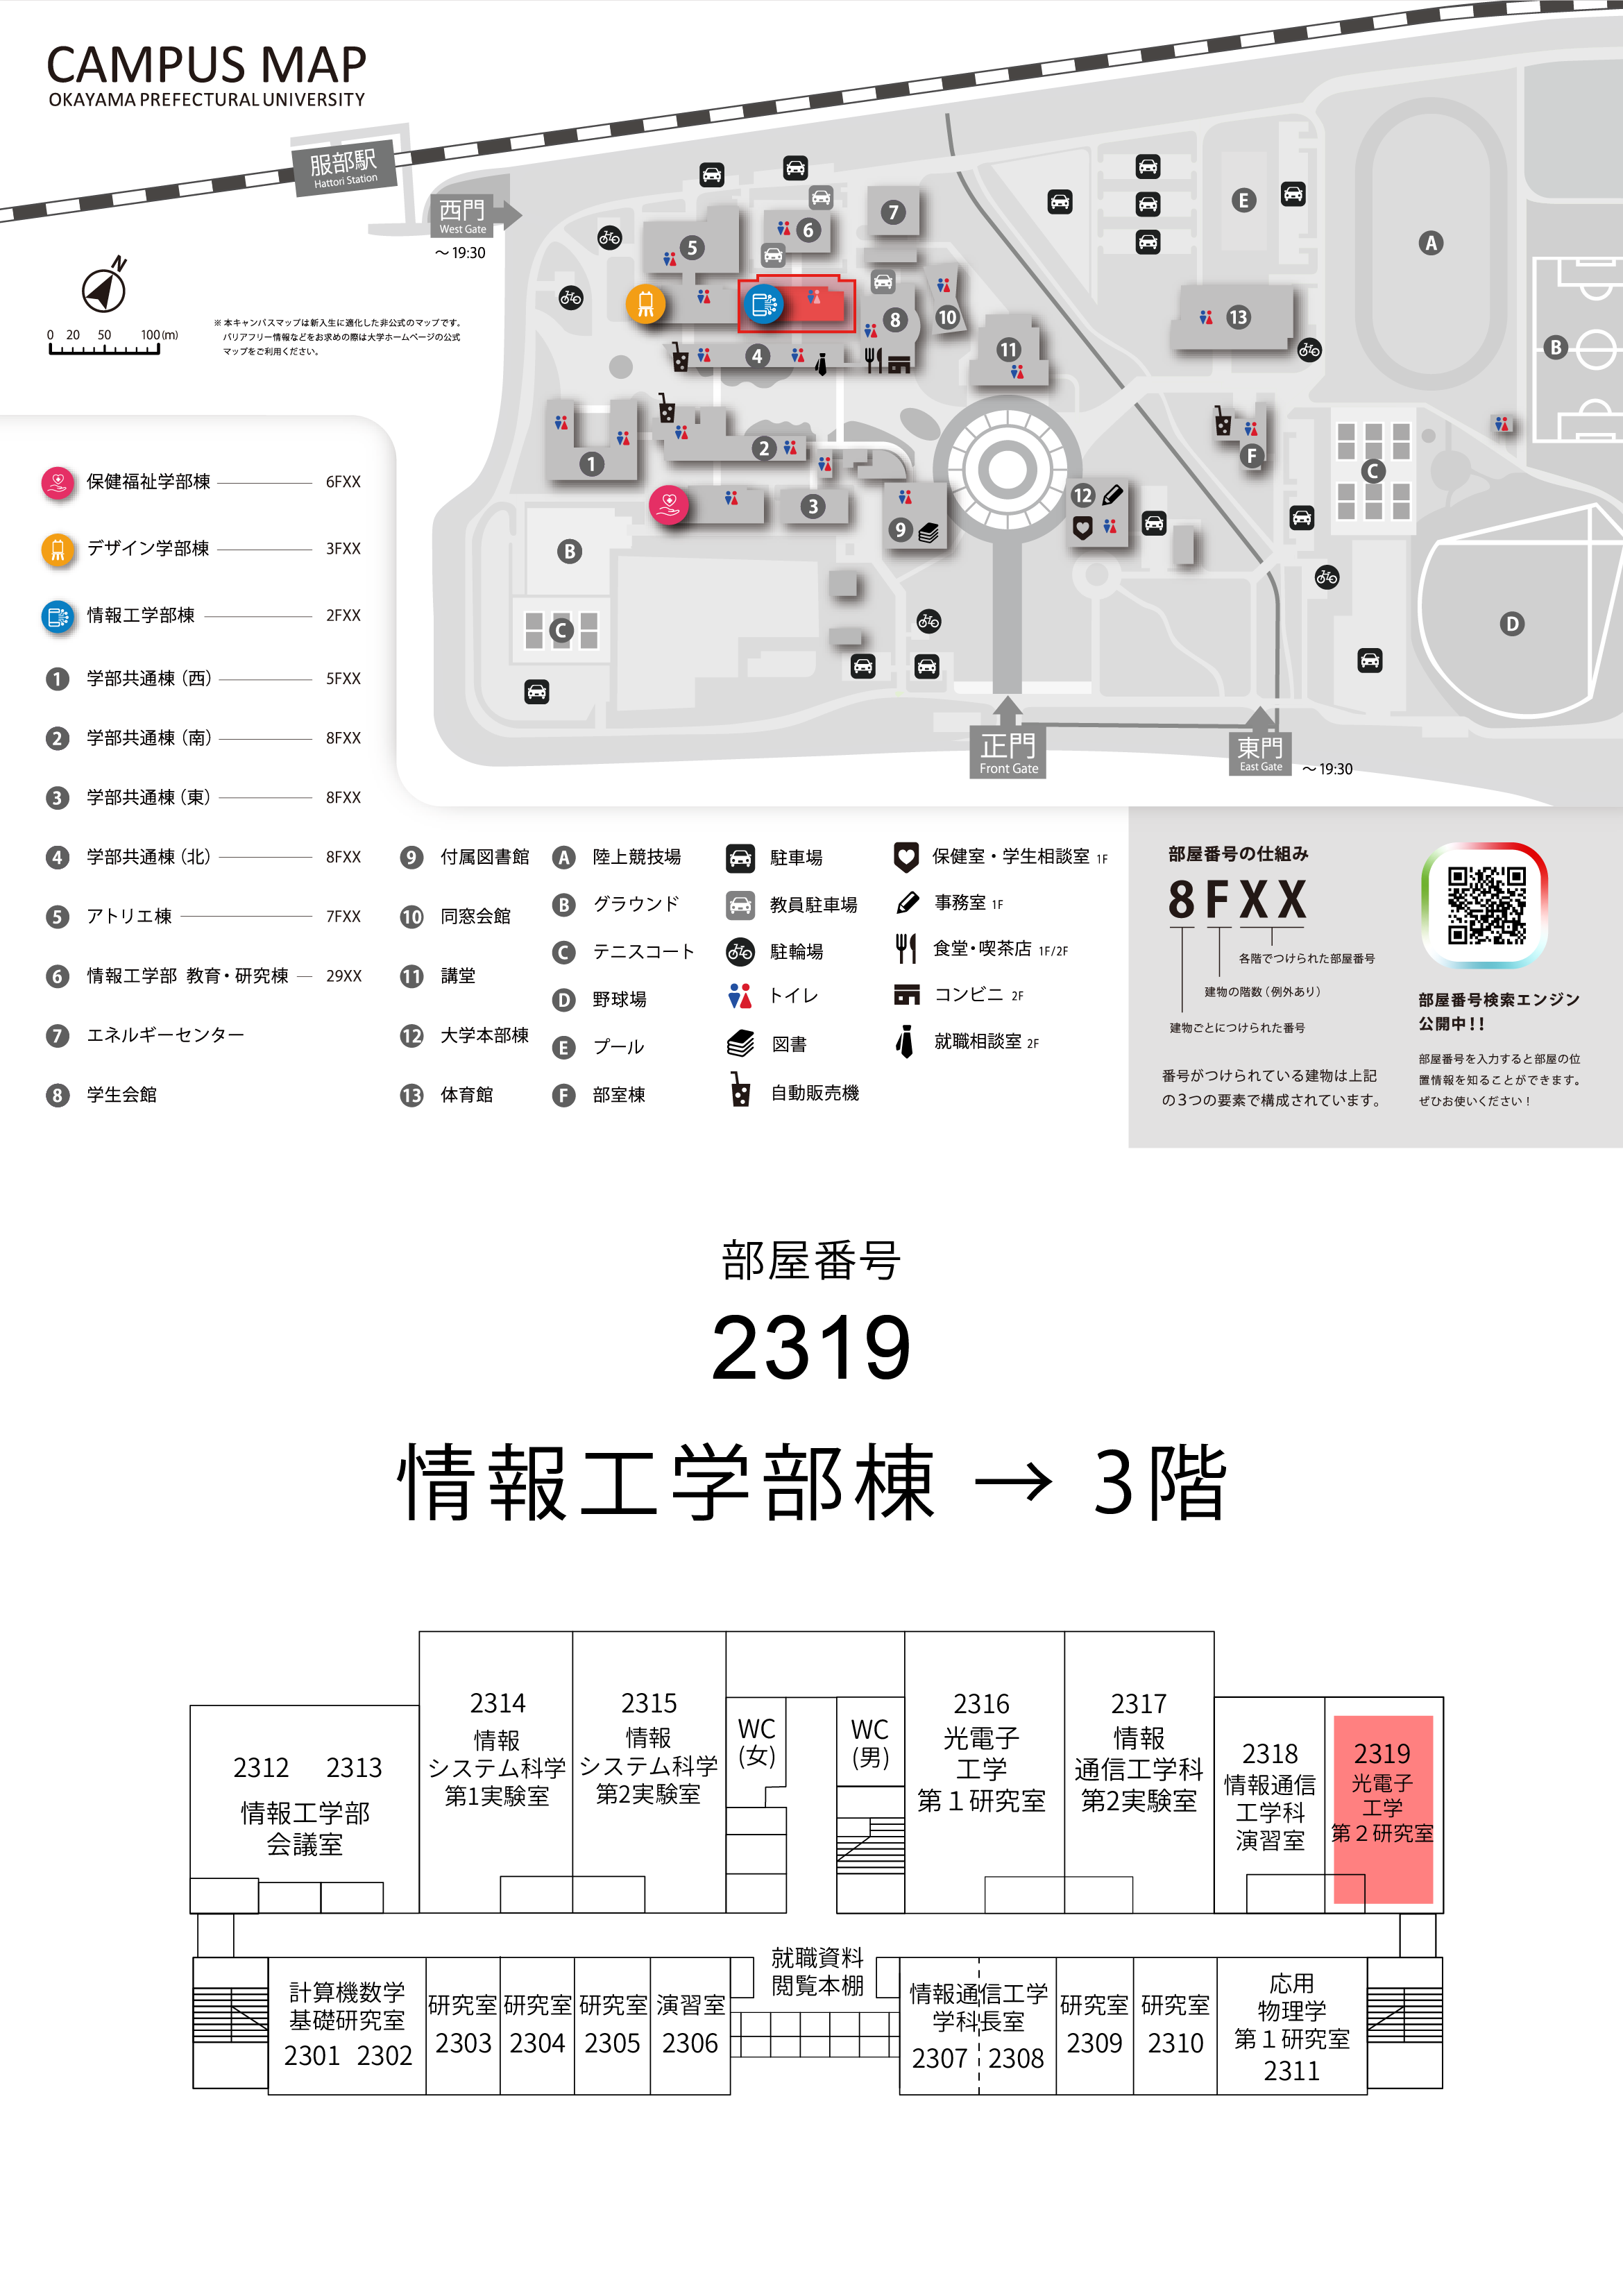 CAMPUS MAP
OKAYAMA PREFECTURAL UNIVERSITY
服部駅
Hattori Station
西門
West Gate
～19:30
N
0 20 50 100(m)
※ 本キャンパスマップは新入生に適化した非公式のマップです。
バリアフリー情報などをお求めの際は大学ホームページの公式
マップをご利用ください。
7
6
5
E
A
8
10
13
4
11
B
2
1
F
C
12
3
9
B
C
D
正門
Front Gate
東門
East Gate
～19:30
保健福祉学部棟 6FXX
デザイン学部棟 3FXX
情報工学部棟 2FXX
1 学部共通棟（西） 5FXX
2 学部共通棟（南） 8FXX
3 学部共通棟（東） 8FXX
4 学部共通棟（北） 8FXX
5 アトリエ棟 7FXX
6 情報工学部 教育・研究棟 29XX
7 エネルギーセンター
8 学生会館
9 付属図書館
10 同窓会館
11 講堂
12 大学本部棟
13 体育館
A 陸上競技場
B グラウンド
C テニスコート
D 野球場
E プール
F 部室棟
駐車場
教員駐車場
駐輪場
トイレ
図書
自動販売機
保健室・学生相談室 1F
事務室 1F
食堂・喫茶店 1F/2F
コンビニ 2F
就職相談室 2F
部屋番号の仕組み
8FXX
各階でつけられた部屋番号
建物の階数（例外あり）
建物ごとにつけられた番号
番号がつけられている建物は上記
の3つの要素で構成されています。
部屋番号検索エンジン
公開中！！
部屋番号を入力すると部屋の位
置情報を知ることができます。
ぜひお使いください！
部屋番号
2319
情報工学部棟 → 3階
2312 2313
情報工学部
会議室
2314
情報
システム科学
第1実験室
2315
情報
システム科学
第2実験室
WC
(女)
WC
(男)
2316
光電子
工学
第１研究室
2317
情報
通信工学科
第2実験室
2318
情報通信
工学科
演習室
2319
光電子
工学
第２研究室
計算機数学
基礎研究室
2301 2302
研究室
2303
研究室
2304
研究室
2305
演習室
2306
就職資料
閲覧本棚
情報通信工学
学科長室
2307 2308
研究室
2309
研究室
2310
応用
物理学
第１研究室
2311